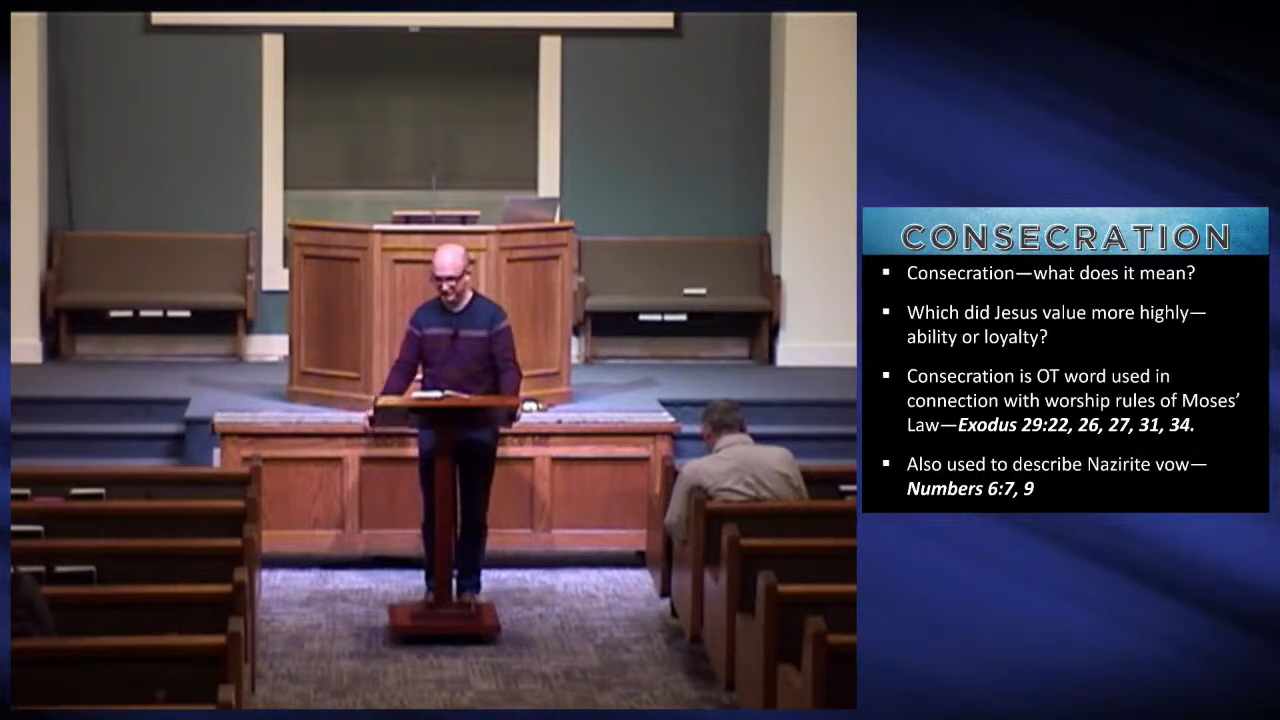 CONSECRATION
▪ Consecration—what does it mean?
▪ Which did Jesus value more highly—
ability or loyalty?
▪ Consecration is OT word used in
connection with worship rules of Moses’
Law—Exodus 29:22, 26, 27, 31, 34.
▪ Also used to describe Nazirite vow—
Numbers 6:7, 9
OF ME